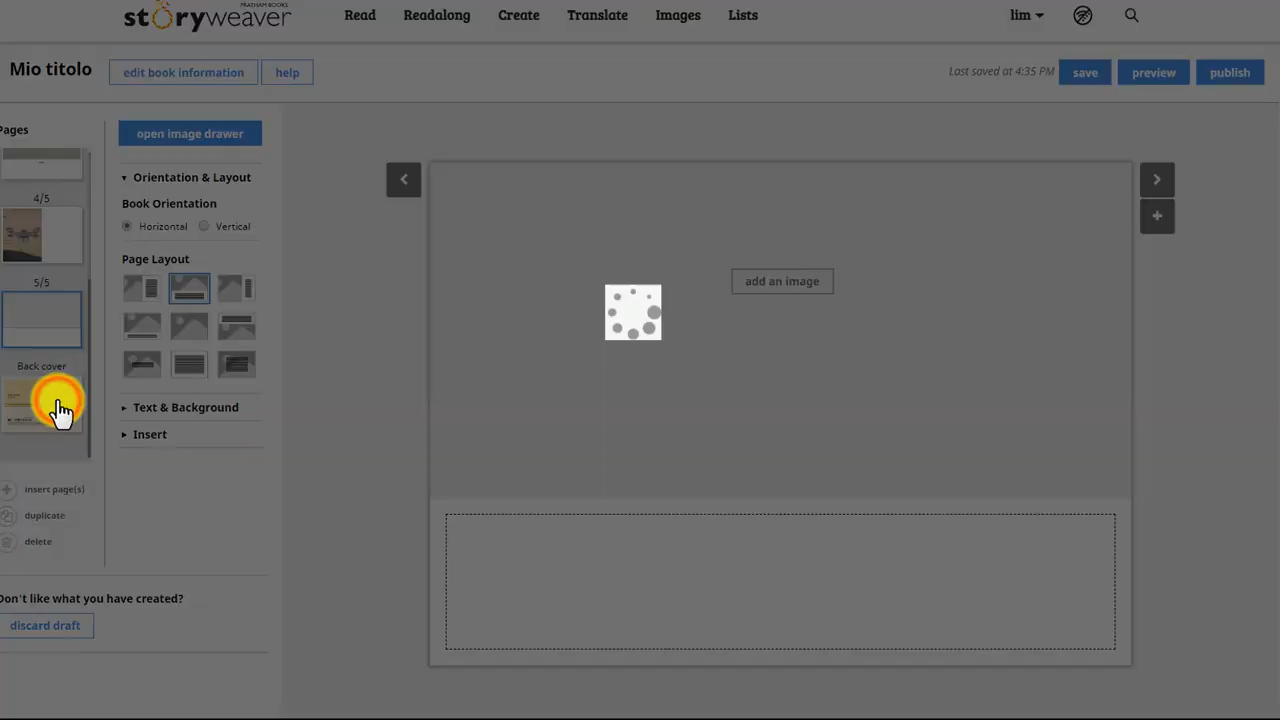 PRATHAM BOOKS
storyweaver
Read
Readalong
Create
Translate
Images
Lists
lim
Mio titolo
edit book information
help
Last saved at 4:35 PM
save
preview
publish
Pages
4/5
5/5
Back cover
insert page(s)
duplicate
delete
Don't like what you have created?
discard draft
open image drawer
Orientation & Layout
Book Orientation
Horizontal
Vertical
Page Layout
Text & Background
Insert
add an image